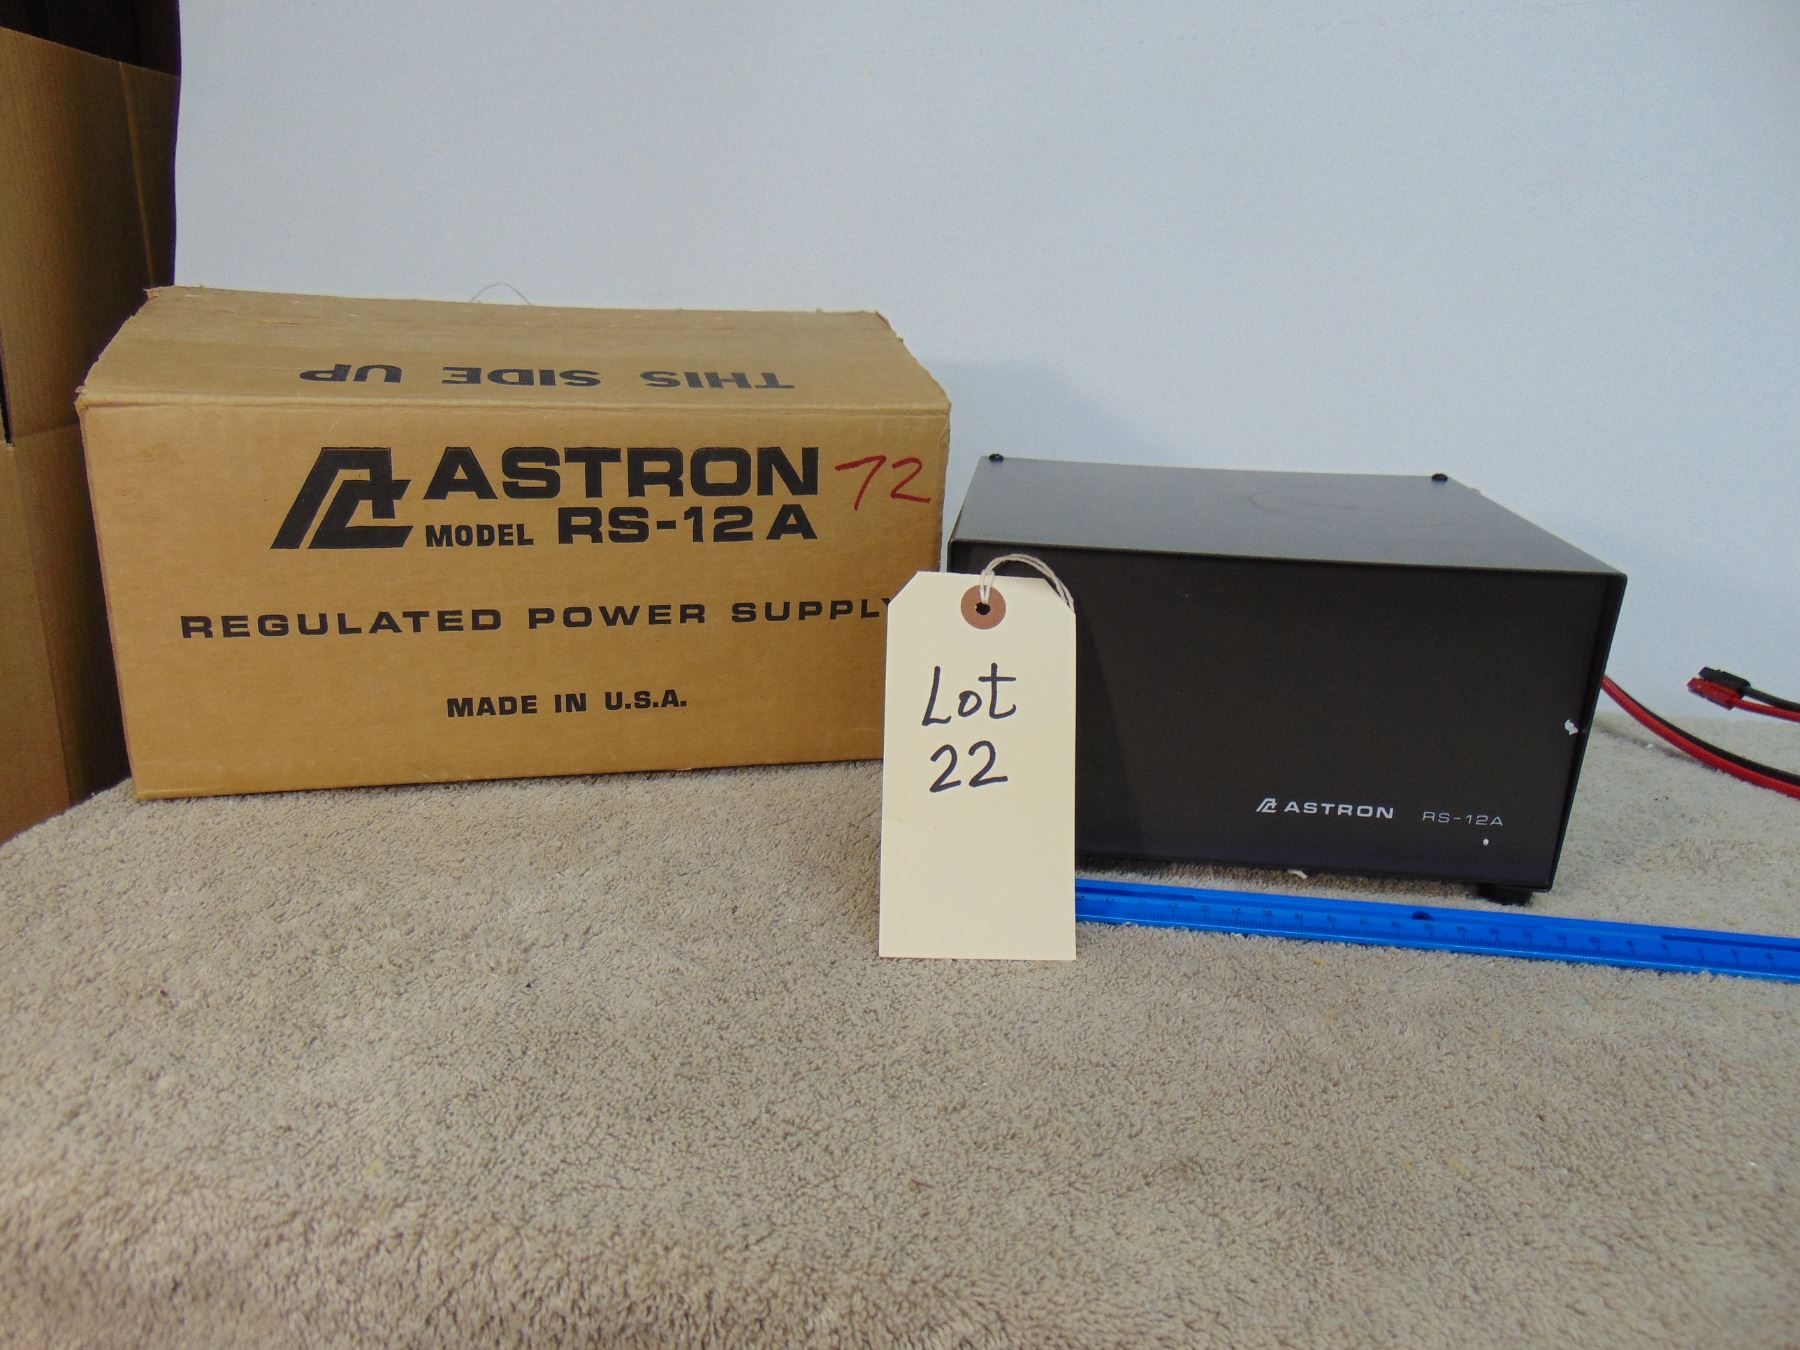 THIS SIDE UP
ASTRON 72
MODEL RS-12A
REGULATED POWER SUPPLY
MADE IN U.S.A.
Lot
22
ASTRON RS-12A